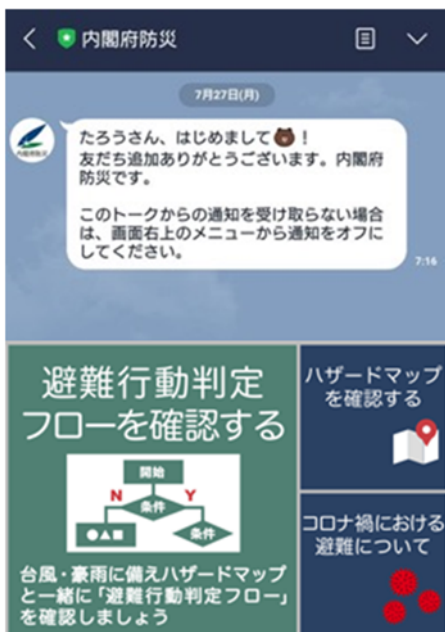 内閣府防災
7月27日(月)
たろうさん、はじめまして🐻！
友だち追加ありがとうございます。内閣府
防災です。
このトークからの通知を受け取らない場合
は、画面右上のメニューから通知をオフに
してください。
内閣府防災
7:16
避難行動判定
フローを確認する
開始
N
Y
条件
●▲■
条件
台風・豪雨に備えハザードマップ
と一緒に「避難行動判定フロー」
を確認しましょう
ハザードマップ
を確認する
コロナ禍における
避難について